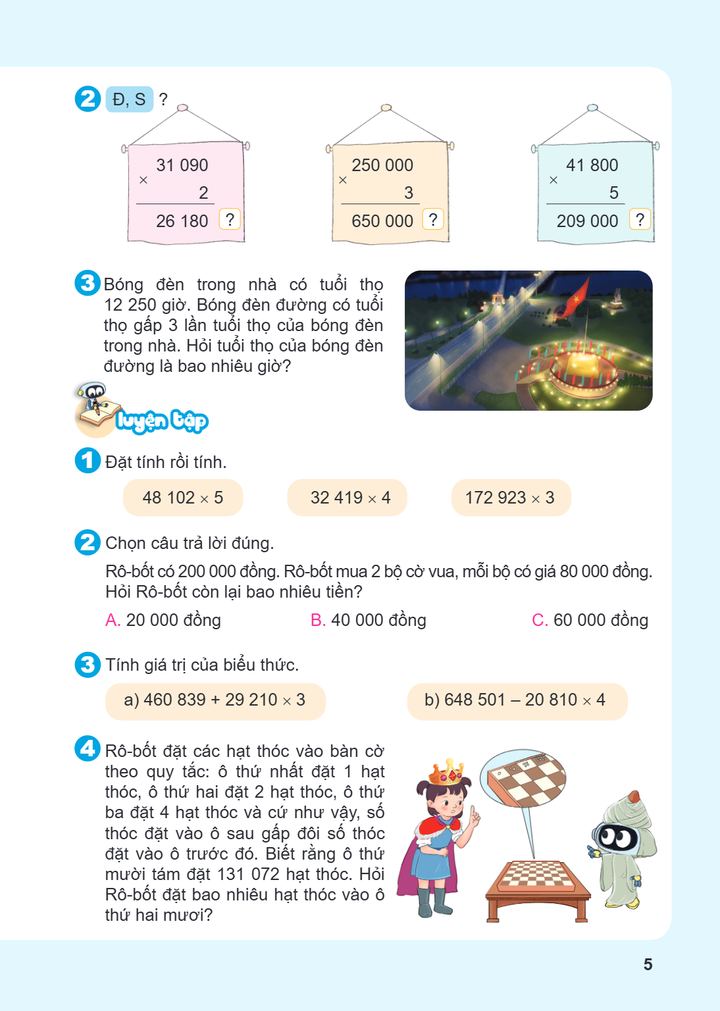 2 Đ, S ?
31 090
×
2
26 180 ?
250 000
×
3
650 000 ?
41 800
×
5
209 000 ?
3 Bóng đèn trong nhà có tuổi thọ
12 250 giờ. Bóng đèn đường có tuổi
thọ gấp 3 lần tuổi thọ của bóng đèn
trong nhà. Hỏi tuổi thọ của bóng đèn
đường là bao nhiêu giờ?
luyện tập
1 Đặt tính rồi tính.
48 102 × 5 32 419 × 4 172 923 × 3
2 Chọn câu trả lời đúng.
Rô-bốt có 200 000 đồng. Rô-bốt mua 2 bộ cờ vua, mỗi bộ có giá 80 000 đồng.
Hỏi Rô-bốt còn lại bao nhiêu tiền?
A. 20 000 đồng B. 40 000 đồng C. 60 000 đồng
3 Tính giá trị của biểu thức.
a) 460 839 + 29 210 × 3 b) 648 501 – 20 810 × 4
4 Rô-bốt đặt các hạt thóc vào bàn cờ
theo quy tắc: ô thứ nhất đặt 1 hạt
thóc, ô thứ hai đặt 2 hạt thóc, ô thứ
ba đặt 4 hạt thóc và cứ như vậy, số
thóc đặt vào ô sau gấp đôi số thóc
đặt vào ô trước đó. Biết rằng ô thứ
mười tám đặt 131 072 hạt thóc. Hỏi
Rô-bốt đặt bao nhiêu hạt thóc vào ô
thứ hai mươi?
5